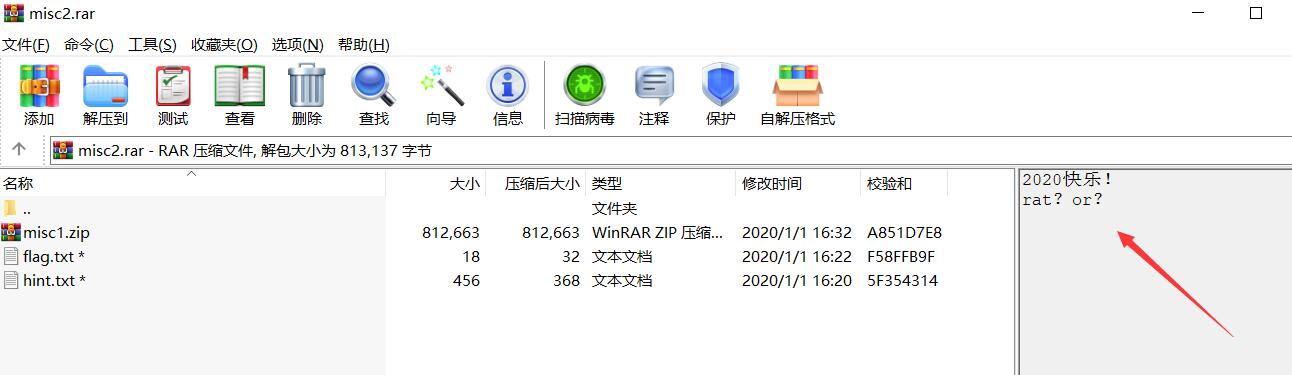 misc2.rar
文件(F) 命令(C) 工具(S) 收藏夹(O) 选项(N) 帮助(H)
添加 解压到 测试 查看 删除 查找 向导 信息 扫描病毒 注释 保护 自解压格式
misc2.rar - RAR 压缩文件, 解包大小为 813,137 字节
名称 大小 压缩后大小 类型 修改时间 校验和
.. 文件夹
misc1.zip 812,663 812,663 WinRAR ZIP 压缩... 2020/1/1 16:32 A851D7E8
flag.txt * 18 32 文本文档 2020/1/1 16:22 F58FFB9F
hint.txt * 456 368 文本文档 2020/1/1 16:20 5F354314
2020快乐!
rat? or?